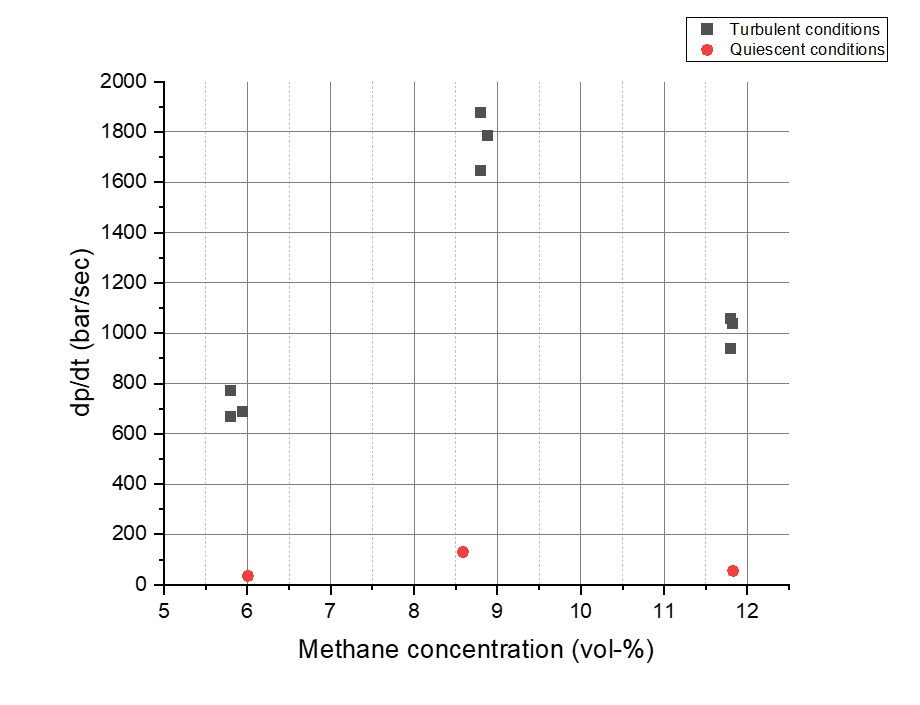 Turbulent conditions
Quiescent conditions
2000
1800
1600
1400
1200
1000
800
600
400
200
0
dp/dt (bar/sec)
5 6 7 8 9 10 11 12
Methane concentration (vol-%)